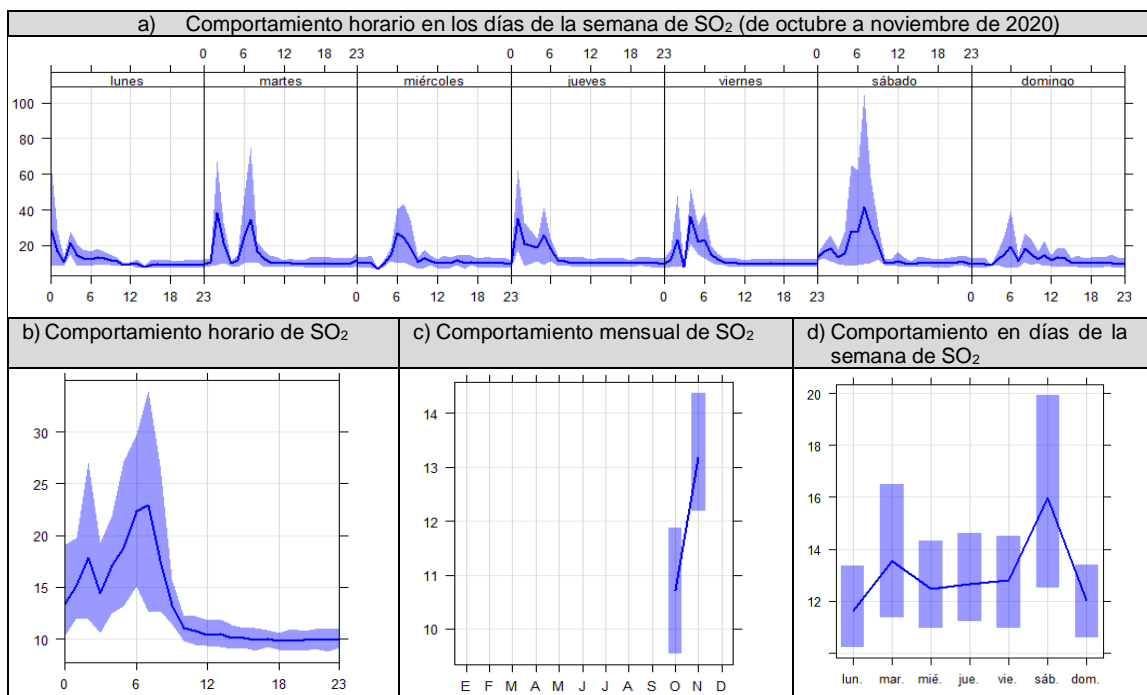 a) Comportamiento horario en los días de la semana de SO₂ (de octubre a noviembre de 2020)
0 6 12 18 23 0 6 12 18 23 0 6 12 18 23
lunes martes miércoles jueves viernes sábado domingo
100
80
60
40
20
0 6 12 18 23 0 6 12 18 23 0 6 12 18 23 0 6 12 18 23
b) Comportamiento horario de SO₂
30
25
20
15
10
0 6 12 18 23
c) Comportamiento mensual de SO₂
14
13
12
11
10
E F M A M J J A S O N D
d) Comportamiento en días de la
semana de SO₂
20
18
16
14
12
lun. mar. mié. jue. vie. sáb. dom.